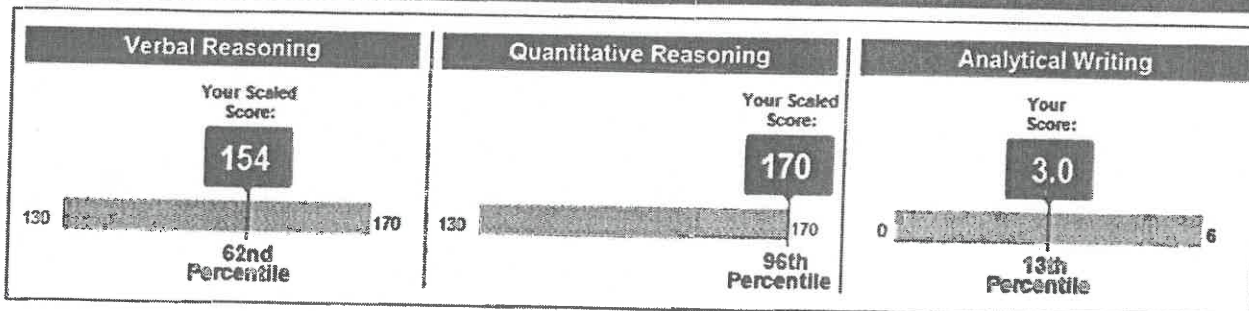 Verbal Reasoning
Your Scaled
Score:
154
130
170
62nd
Percentile
Quantitative Reasoning
Your Scaled
Score:
170
130
170
96th
Percentile
Analytical Writing
Your
Score:
3.0
0
6
13th
Percentile